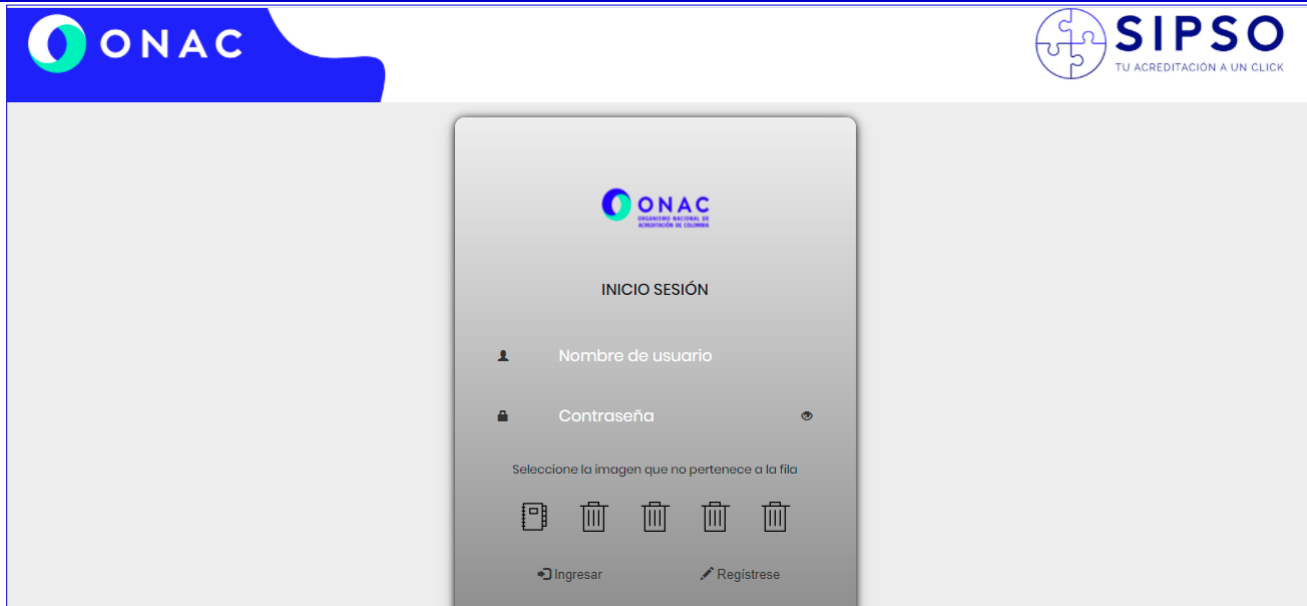 ONAC
SIPSO
TU ACREDITACIÓN A UN CLICK
ONAC
ORGANISMO NACIONAL DE
ACREDITACIÓN DE COLOMBIA
INICIO SESIÓN
Nombre de usuario
Contraseña
Seleccione la imagen que no pertenece a la fila
Ingresar
Regístrese